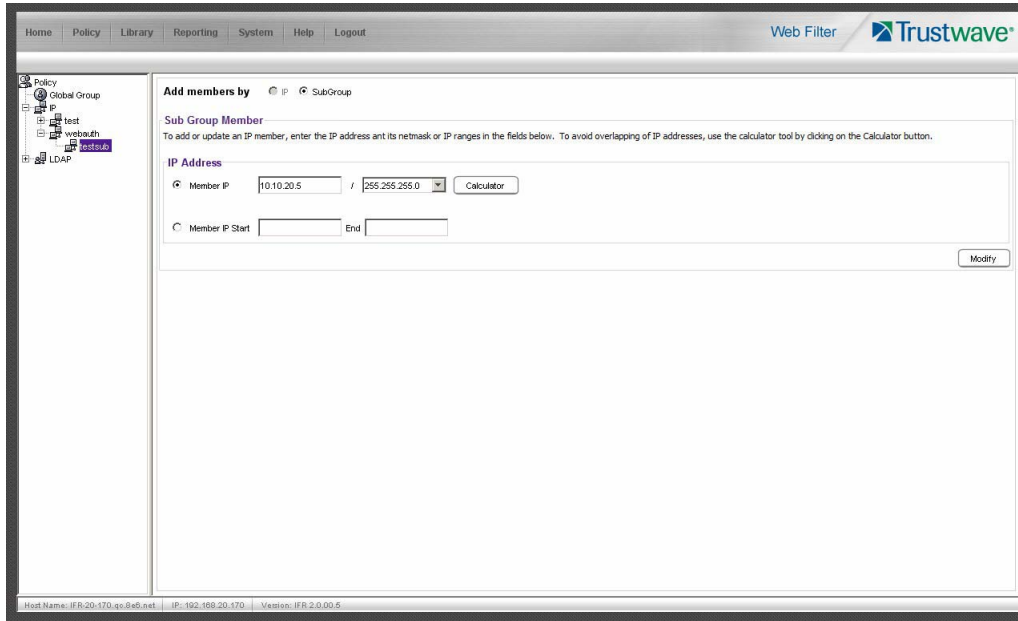 Home Policy Library Reporting System Help Logout Web Filter Trustwave®
Policy
Global Group
IP
test
webauth
testsub
LDAP
Add members by IP SubGroup
Sub Group Member
To add or update an IP member, enter the IP address ant its netmask or IP ranges in the fields below. To avoid overlapping of IP addresses, use the calculator tool by clicking on the Calculator button.
IP Address
Member IP 10.10.20.5 / 255.255.255.0 Calculator
Member IP Start End
Modify
Host Name: IFR-20-170.qc.8e6.net IP: 192.168.20.170 Version: IFR 2.0.00.5